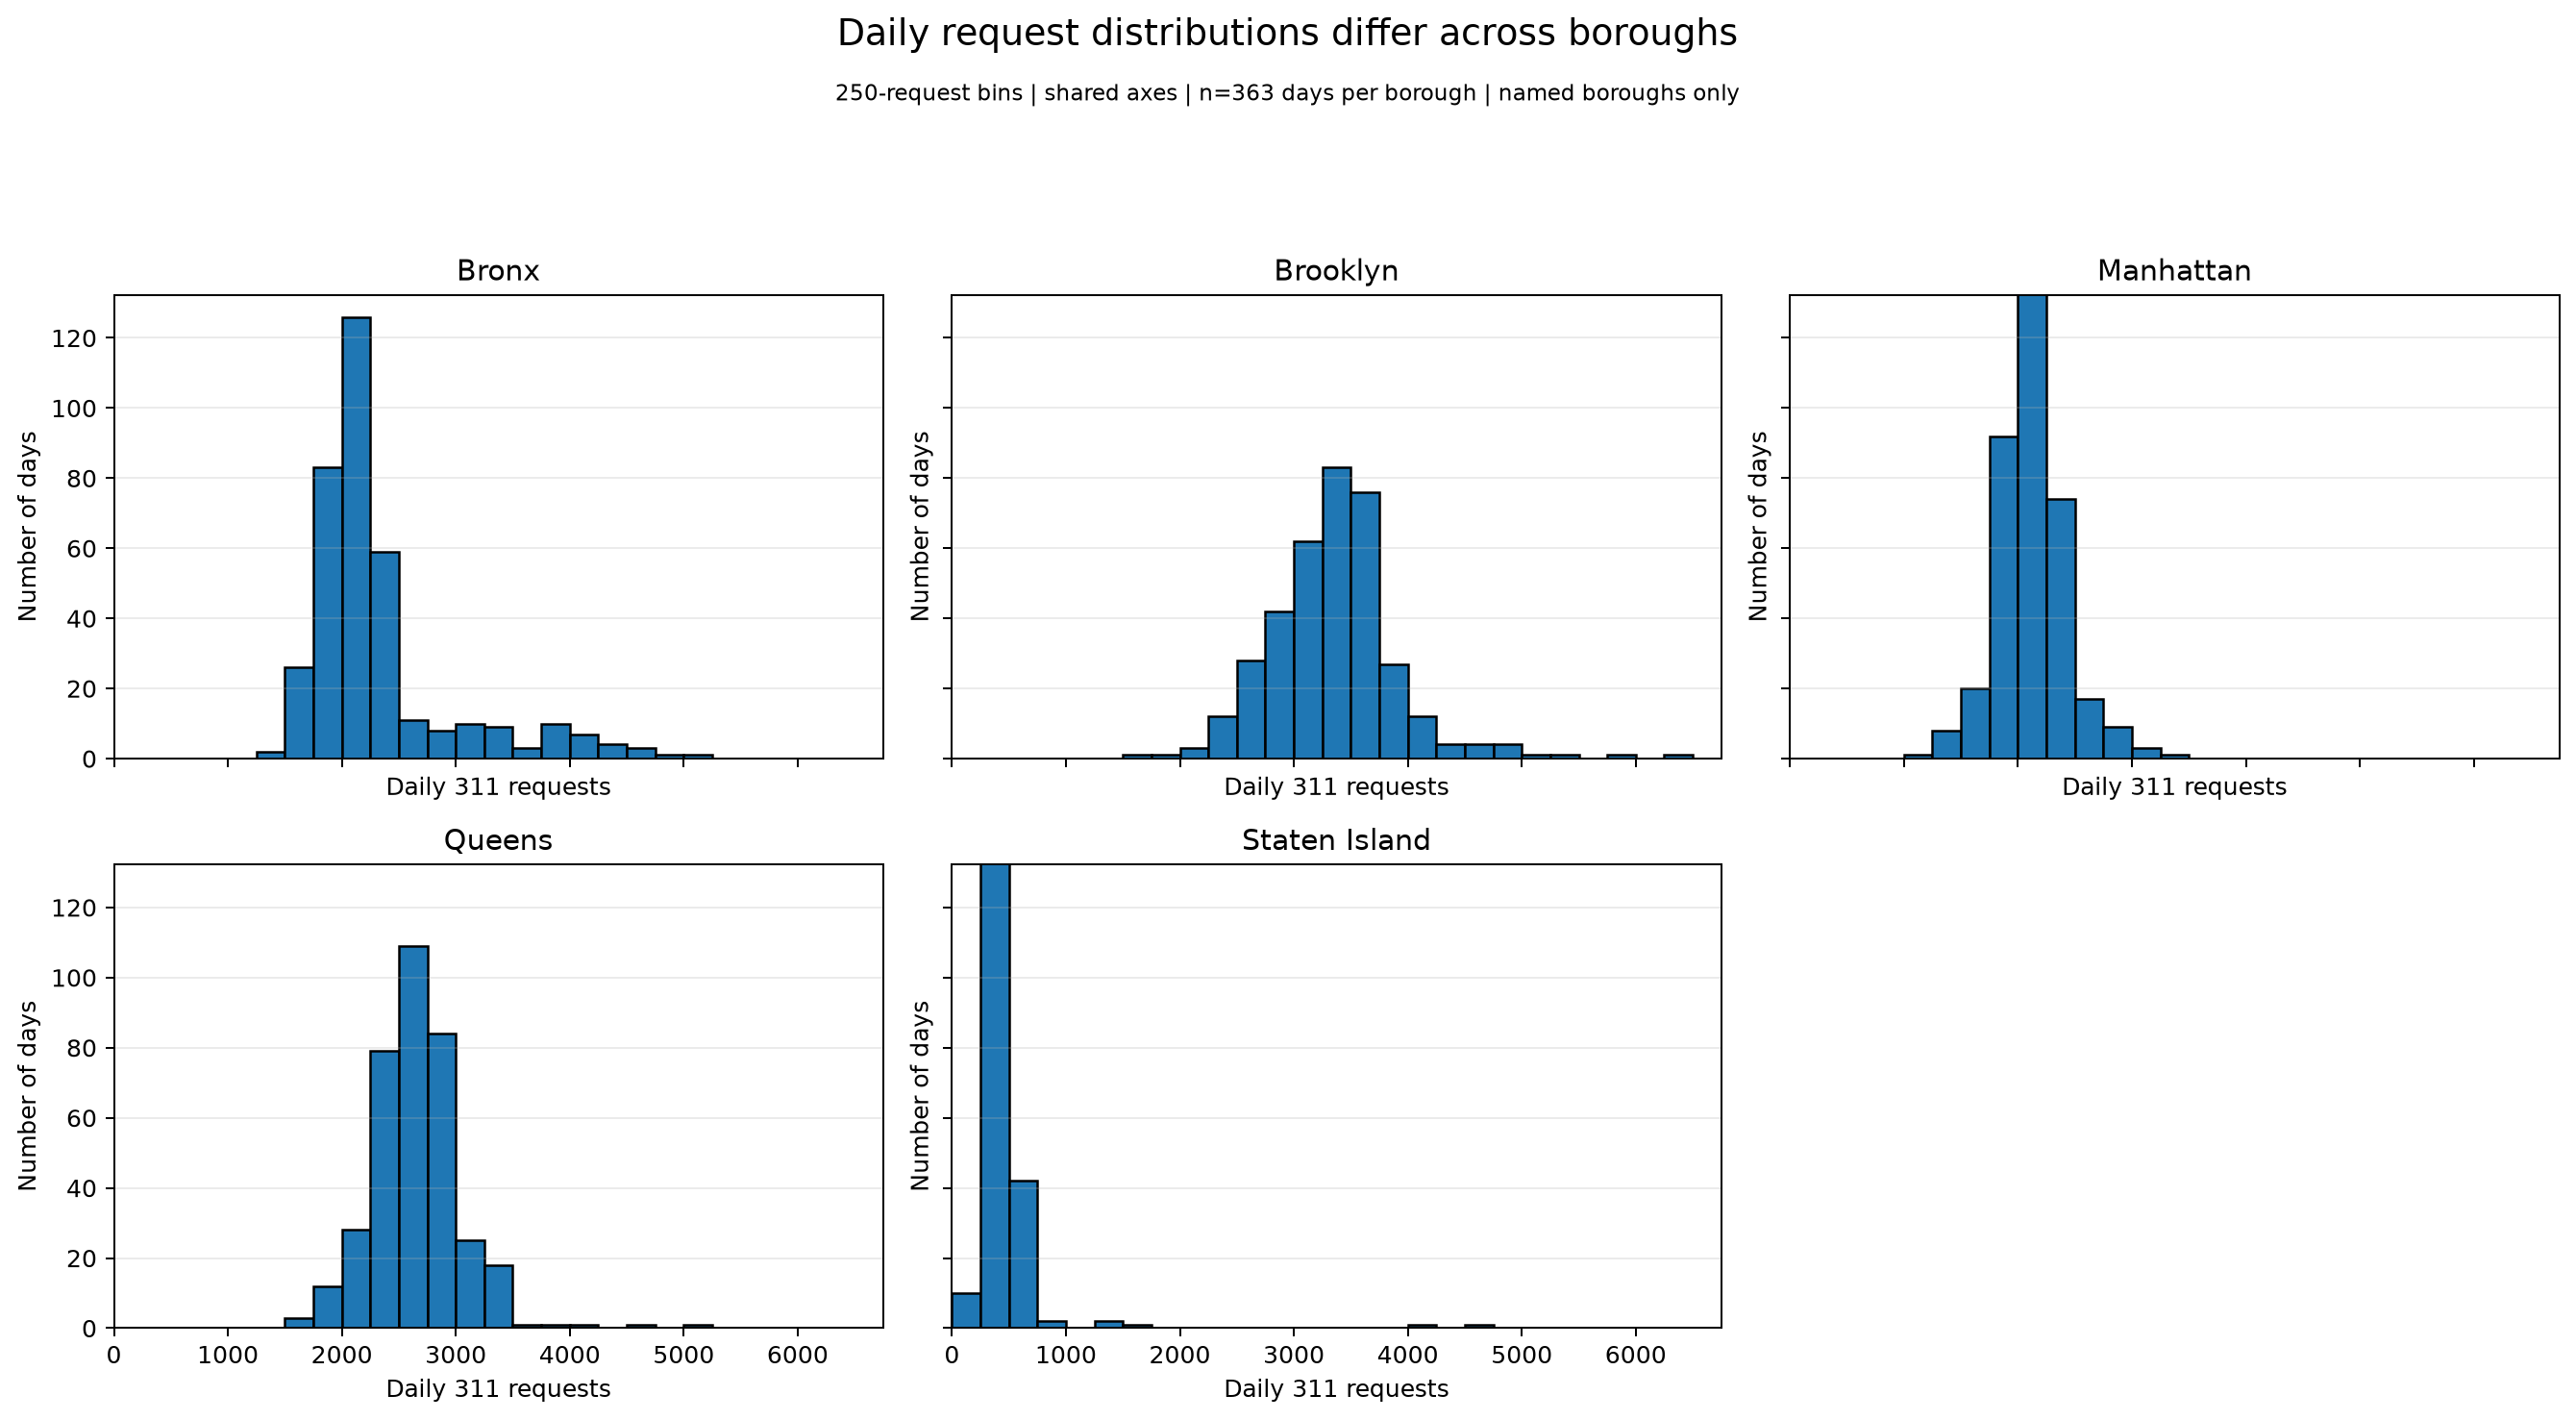 Daily request distributions differ across boroughs
250-request bins | shared axes | n=363 days per borough | named boroughs only
Bronx
Number of days
120
100
80
60
40
20
0
Daily 311 requests
Brooklyn
Number of days
Daily 311 requests
Manhattan
Number of days
Daily 311 requests
Queens
Number of days
120
100
80
60
40
20
0
0 1000 2000 3000 4000 5000 6000
Daily 311 requests
Staten Island
Number of days
0 1000 2000 3000 4000 5000 6000
Daily 311 requests